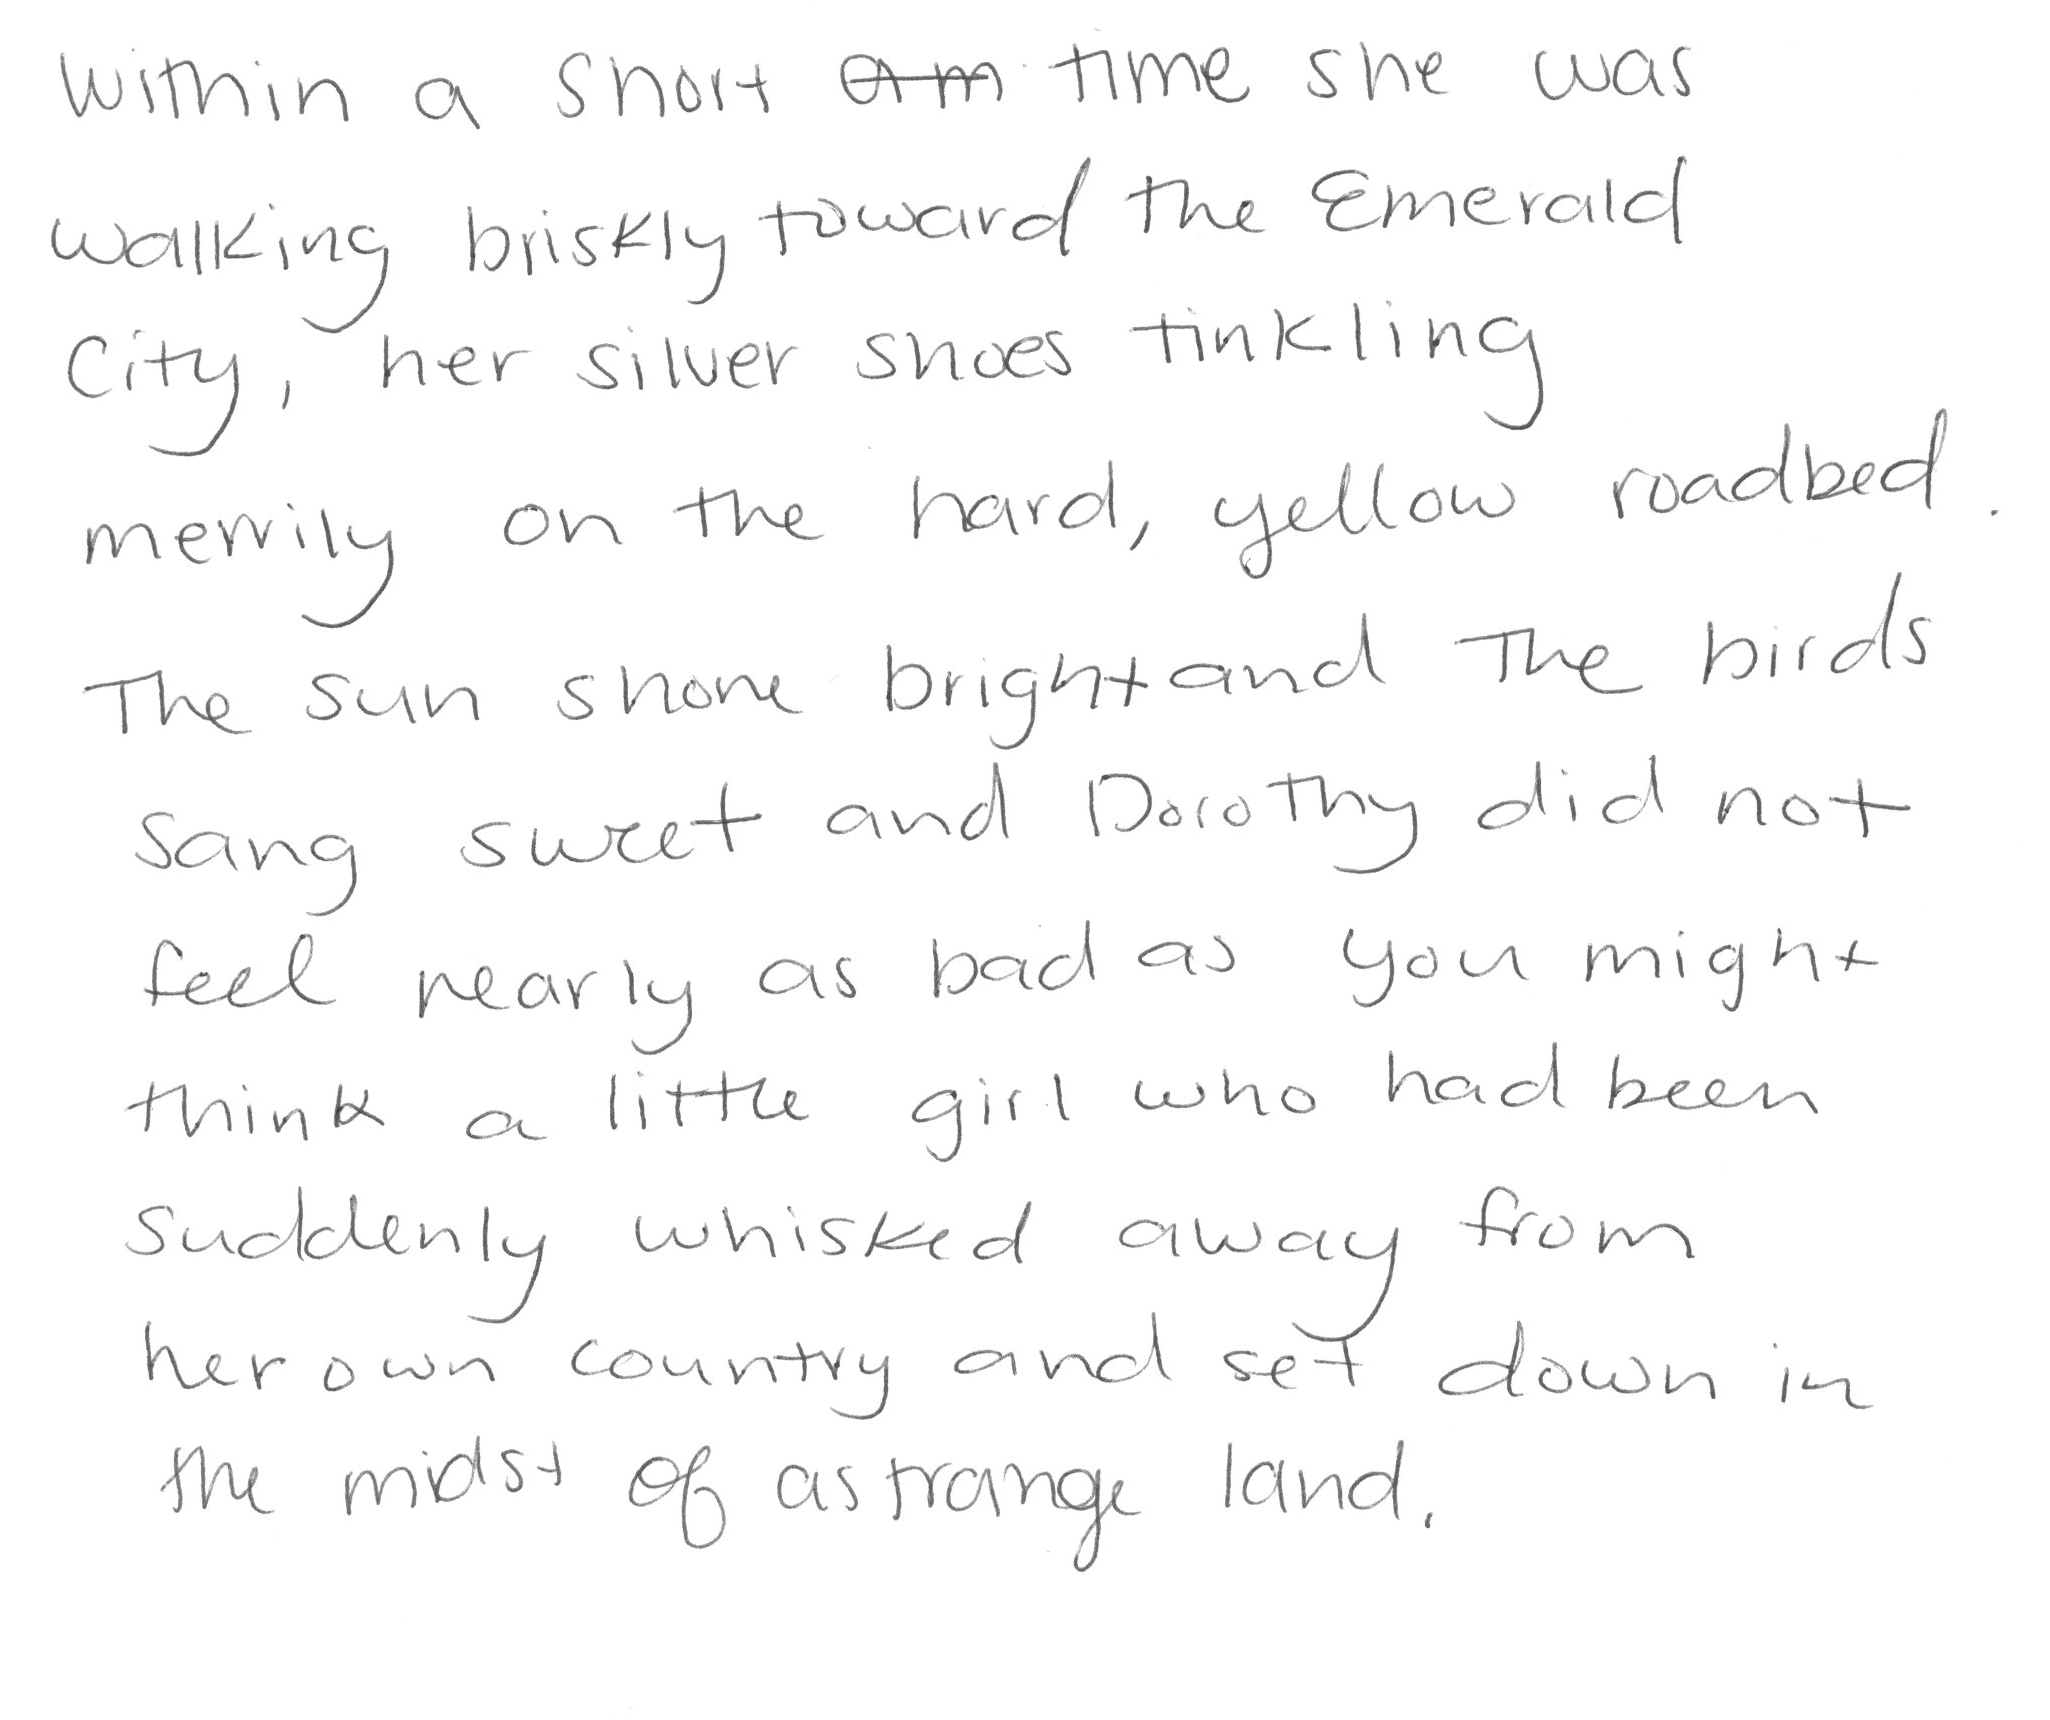 Within a short time she was
walking briskly toward the Emerald
City, her silver shoes tinkling
merrily on the hard, yellow roadbed.
The sun shone bright and the birds
sang sweet and Dorothy did not
feel nearly as bad as you might
think a little girl who had been
suddenly whisked away from
her own country and set down in
the midst of a strange land.